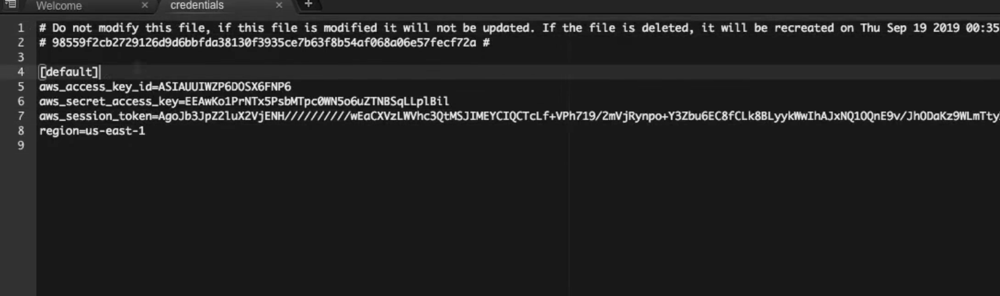 Welcome × credentials × +
1 # Do not modify this file, if this file is modified it will not be updated. If the file is deleted, it will be recreated on Thu Sep 19 2019 00:35
2 # 98559f2cb2729126d9d6bbfda38130f3935ce7b63f8b54af068a06e57fecf72a #
3
4 [default]
5 aws_access_key_id=ASIAUUIWZP6DOSX6FNP6
6 aws_secret_access_key=EEAwKo1PrNTx5PsbMTpc0WN5o6uZTNBSqLLplBil
7 aws_session_token=AgoJb3JpZ2luX2VjENH//////////wEaCXVzLWVhc3QtMSJIMEYCIQCTcLf+VPh719/2mVjRynpo+Y3Zbu6EC8fCLk8BLyykWwIhAJxNQ1OQnE9v/JhODaKz9WLmTty
8 region=us-east-1
9